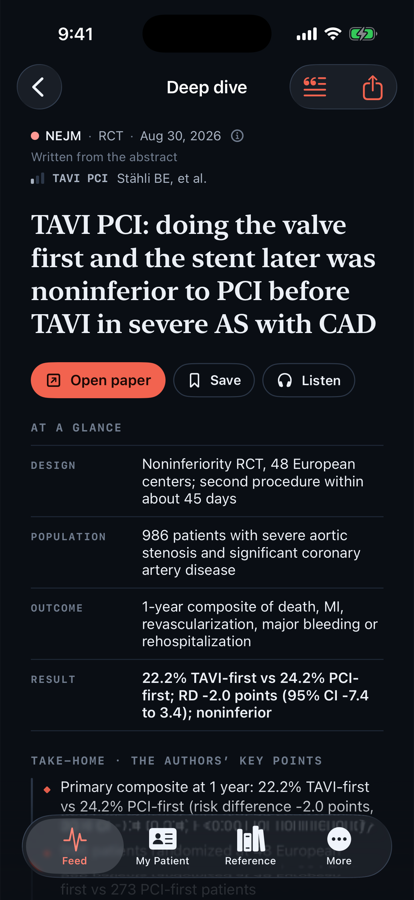 9:41
Deep dive
NEJM · RCT · Aug 30, 2026
Written from the abstract
TAVI PCI Stähli BE, et al.
TAVI PCI: doing the valve
first and the stent later was
noninferior to PCI before
TAVI in severe AS with CAD
Open paper Save Listen
AT A GLANCE
DESIGN Noninferiority RCT, 48 European
centers; second procedure within
about 45 days
POPULATION 986 patients with severe aortic
stenosis and significant coronary
artery disease
OUTCOME 1-year composite of death, MI,
revascularization, major bleeding or
rehospitalization
RESULT 22.2% TAVI-first vs 24.2% PCI-
first; RD -2.0 points (95% CI -7.4
to 3.4); noninferior
TAKE-HOME · THE AUTHORS' KEY POINTS
Primary composite at 1 year: 22.2% TAVI-first
vs 24.2% PCI-first (risk difference -2.0 points,
Feed My Patient Reference More
first vs 273 PCI-first patients